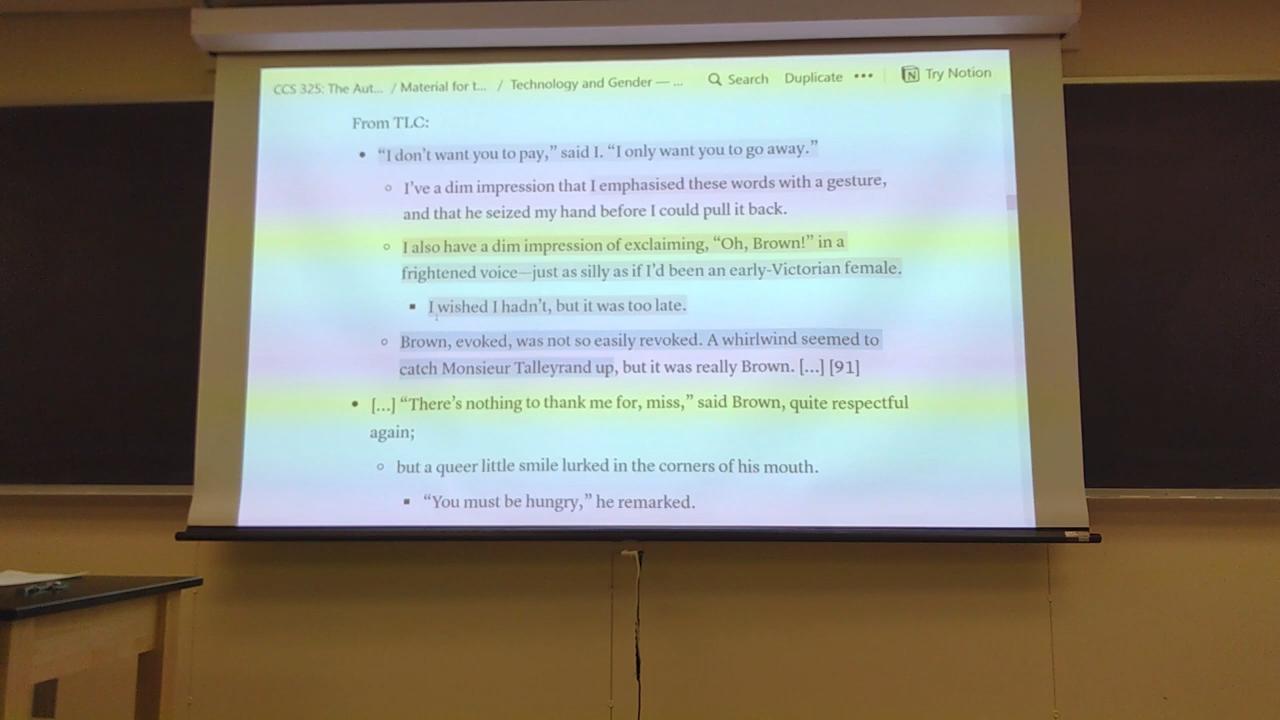 CCS 325: The Aut... / Material for t... / Technology and Gender — ... Search Duplicate ••• Try Notion
From TLC:
• “I don’t want you to pay,” said I. “I only want you to go away.”
◦ I’ve a dim impression that I emphasised these words with a gesture,
and that he seized my hand before I could pull it back.
◦ I also have a dim impression of exclaiming, “Oh, Brown!” in a
frightened voice—just as silly as if I’d been an early-Victorian female.
▪ I wished I hadn’t, but it was too late.
◦ Brown, evoked, was not so easily revoked. A whirlwind seemed to
catch Monsieur Talleyrand up, but it was really Brown. [...] [91]
• [...] “There’s nothing to thank me for, miss,” said Brown, quite respectful
again;
◦ but a queer little smile lurked in the corners of his mouth.
▪ “You must be hungry,” he remarked.